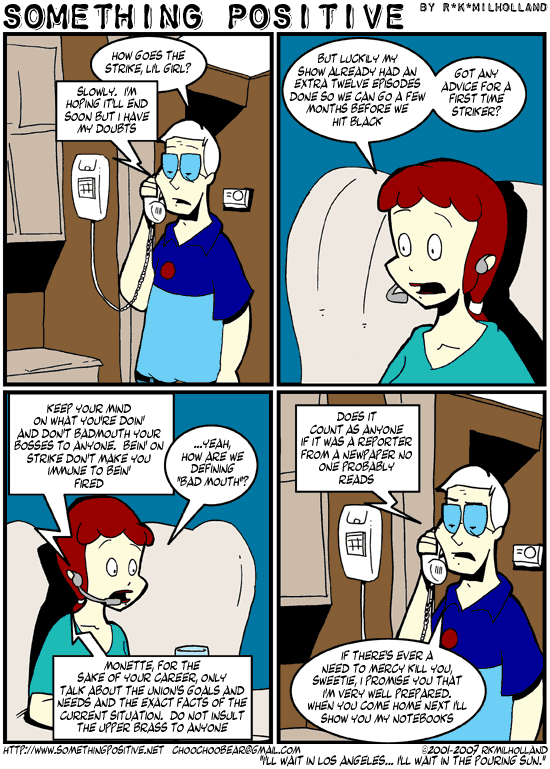 SOMETHING POSITIVE BY R*K*MILHOLLAND
HOW GOES THE
STRIKE, LIL GIRL?
SLOWLY. I'M
HOPING IT'LL END
SOON BUT I HAVE
MY DOUBTS
BUT LUCKILY MY
SHOW ALREADY HAD AN
EXTRA TWELVE EPISODES
DONE SO WE CAN GO A FEW
MONTHS BEFORE WE
HIT BLACK
GOT ANY
ADVICE FOR A
FIRST TIME
STRIKER?
KEEP YOUR MIND
ON WHAT YOU'RE DOIN'
AND DON'T BADMOUTH YOUR
BOSSES TO ANYONE. BEIN' ON
STRIKE DON'T MAKE YOU
IMMUNE TO BEIN'
FIRED
...YEAH,
HOW ARE WE
DEFINING
"BAD MOUTH"?
MONETTE, FOR THE
SAKE OF YOUR CAREER, ONLY
TALK ABOUT THE UNION'S GOALS AND
NEEDS AND THE EXACT FACTS OF THE
CURRENT SITUATION. DO NOT INSULT
THE UPPER BRASS TO ANYONE
DOES IT
COUNT AS ANYONE
IF IT WAS A REPORTER
FROM A NEWPAPER NO
ONE PROBABLY
READS
IF THERE'S EVER A
NEED TO MERCY KILL YOU,
SWEETIE, I PROMISE YOU THAT
I'M VERY WELL PREPARED.
WHEN YOU COME HOME NEXT I'LL
SHOW YOU MY NOTEBOOKS
HTTP://WWW.SOMETHINGPOSITIVE.NET CHOOCHOOBEAR@GMAIL.COM ©2001-2009 RKMILHOLLAND
"I'LL WAIT IN LOS ANGELES... I'LL WAIT IN THE POURING SUN."